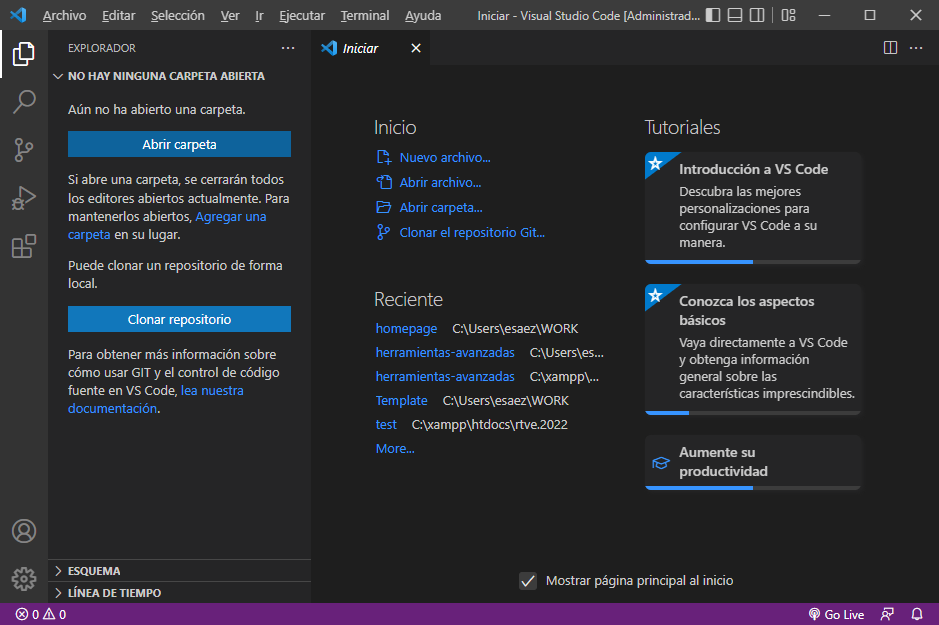 Archivo Editar Selección Ver Ir Ejecutar Terminal Ayuda Iniciar - Visual Studio Code [Administrad...
EXPLORADOR
NO HAY NINGUNA CARPETA ABIERTA
Aún no ha abierto una carpeta.
Abrir carpeta
Si abre una carpeta, se cerrarán todos
los editores abiertos actualmente. Para
mantenerlos abiertos, Agregar una
carpeta en su lugar.
Puede clonar un repositorio de forma
local.
Clonar repositorio
Para obtener más información sobre
cómo usar GIT y el control de código
fuente en VS Code, lea nuestra
documentación.
ESQUEMA
LÍNEA DE TIEMPO
Iniciar
Inicio
Nuevo archivo...
Abrir archivo...
Abrir carpeta...
Clonar el repositorio Git...
Reciente
homepage C:\Users\esaez\WORK
herramientas-avanzadas C:\Users\es...
herramientas-avanzadas C:\xampp\...
Template C:\Users\esaez\WORK
test C:\xampp\htdocs\rtve.2022
More...
Tutoriales
Introducción a VS Code
Descubra las mejores
personalizaciones para
configurar VS Code a su
manera.
Conozca los aspectos
básicos
Vaya directamente a VS Code
y obtenga información
general sobre las
características imprescindibles.
Aumente su
productividad
Mostrar página principal al inicio
0 0 Go Live